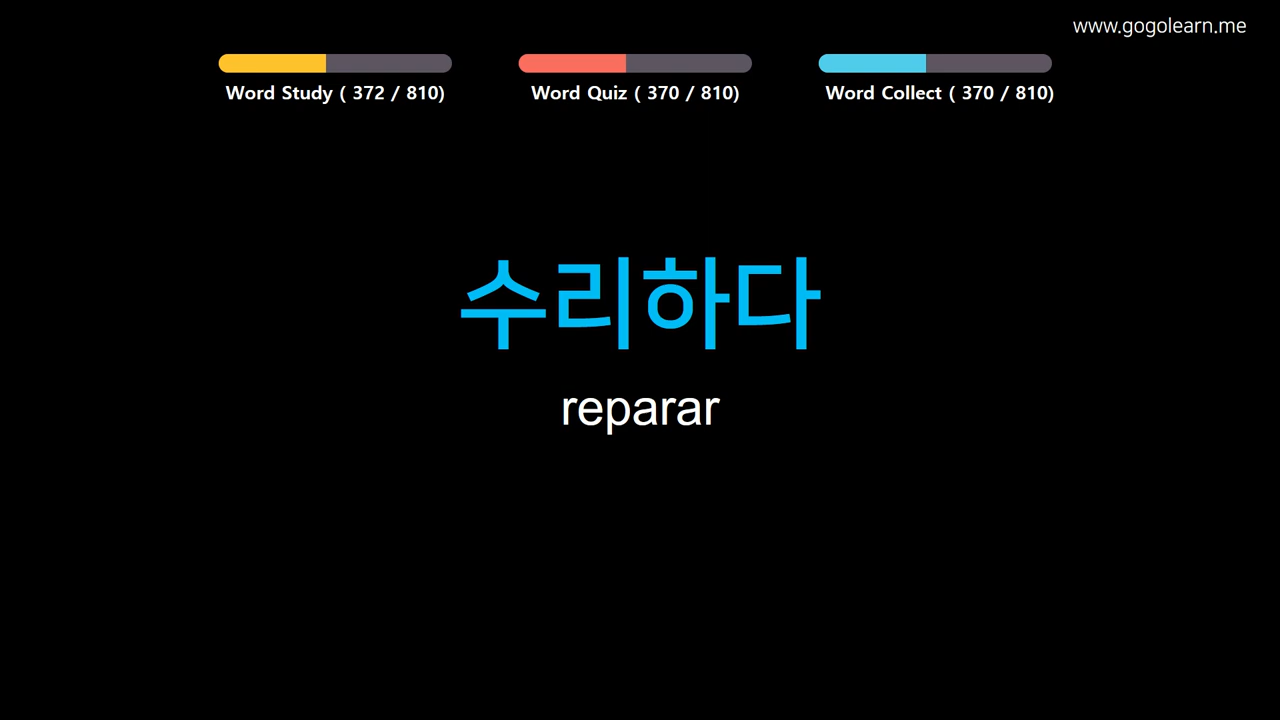 www.gogolearn.me
Word Study ( 372 / 810)
Word Quiz ( 370 / 810)
Word Collect ( 370 / 810)
수리하다
reparar